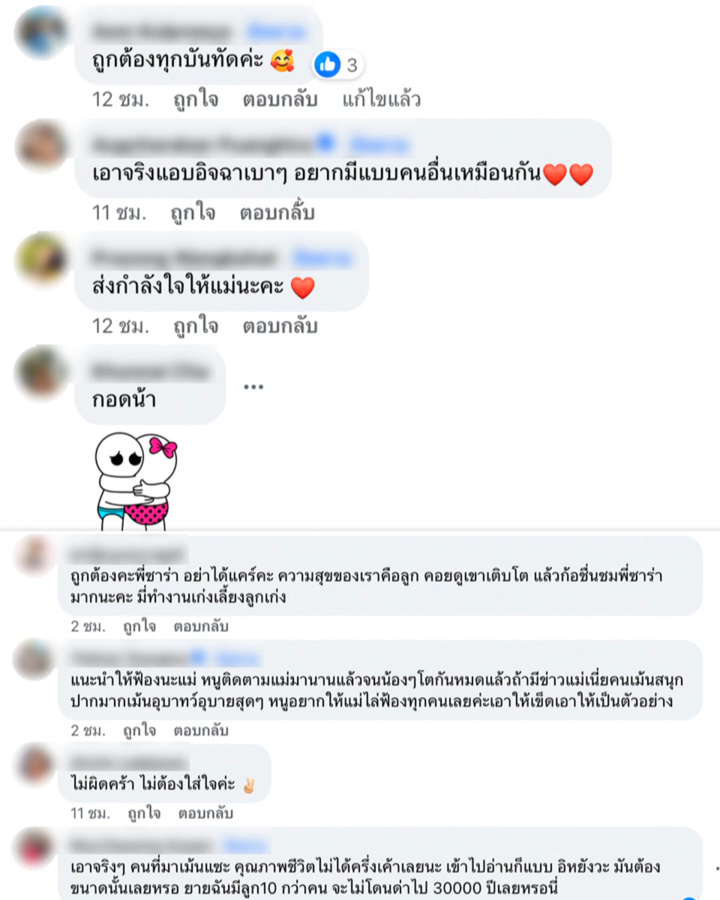 ถูกต้องทุกบันทัดค่ะ 🥰
3
12 ชม. ถูกใจ ตอบกลับ แก้ไขแล้ว
เอาจริงแอบอิจฉาเบาๆ อยากมีแบบคนอื่นเหมือนกัน❤️❤️
11 ชม. ถูกใจ ตอบกลับ
ส่งกำลังใจให้แม่นะคะ ❤️
12 ชม. ถูกใจ ตอบกลับ
กอดน้า
ถูกต้องคะพี่ซาร่า อย่าได้แคร์คะ ความสุขของเราคือลูก คอยดูเขาเติบโต แล้วก้อชื่นชมพี่ซาร่า
มากนะคะ มี่ทำงานเก่งเลี้ยงลูกเก่ง
2 ชม. ถูกใจ ตอบกลับ
แนะนำให้ฟ้องนะแม่ หนูติดตามแม่มานานแล้วจนน้องๆโตกันหมดแล้วถ้ามีข่าวแม่เนี่ยคนเม้นสนุก
ปากมากเม้นอุบาทว์อุบายสุดๆ หนูอยากให้แม่ไล่ฟ้องทุกคนเลยค่ะเอาให้เข็ดเอาให้เป็นตัวอย่าง
2 ชม. ถูกใจ ตอบกลับ
ไม่ผิดคร้า ไม่ต้องใส่ใจค่ะ ✌🏻
11 ชม. ถูกใจ ตอบกลับ
เอาจริงๆ คนที่มาเม้นแซะ คุณภาพชีวิตไม่ได้ครึ่งเค้าเลยนะ เข้าไปอ่านก็แบบ อิหยังวะ มันต้อง
ขนาดนั้นเลยหรอ ยายฉันมีลูก10 กว่าคน จะไม่โดนด่าไป 30000 ปีเลยหรอนี่